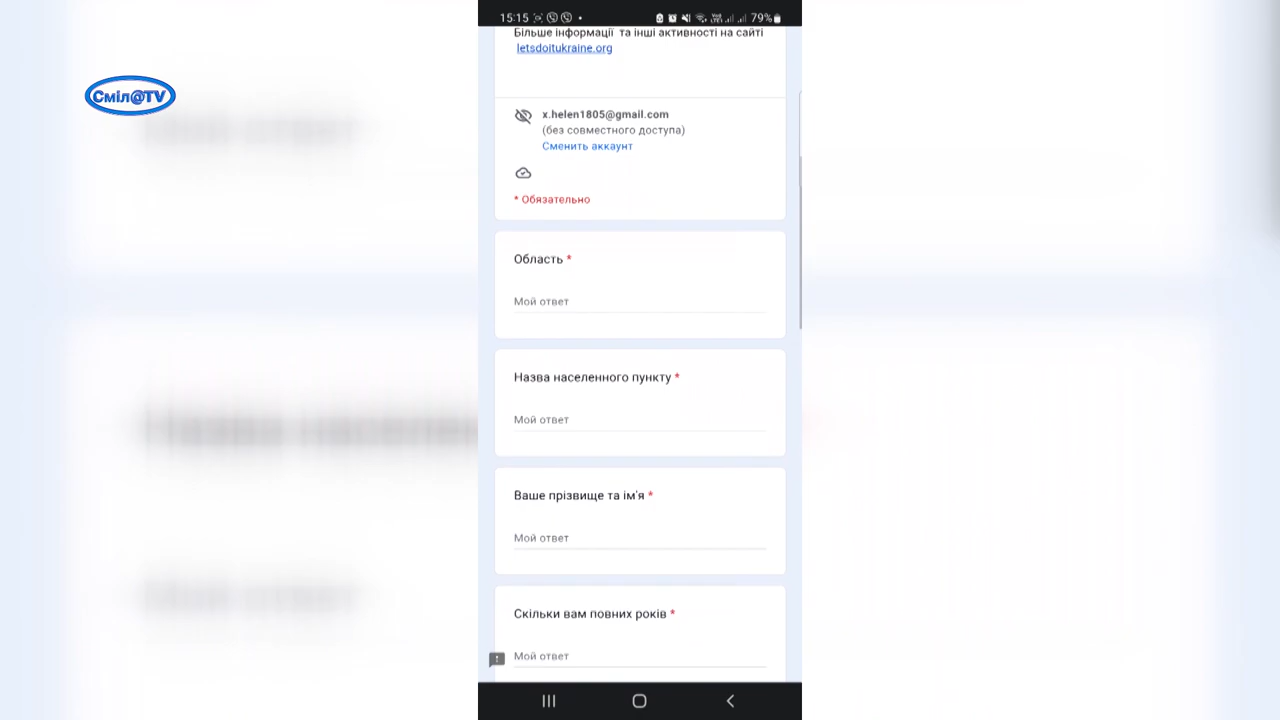 15:15
79%
Більше інформації та інші активності на сайті
letsdoitukraine.org
Сміл@TV
x.helen1805@gmail.com
(без совместного доступа)
Сменить аккаунт
* Обязательно
Область *
Мой ответ
Назва населенного пункту *
Мой ответ
Ваше прізвище та ім'я *
Мой ответ
Скільки вам повних років *
Мой ответ